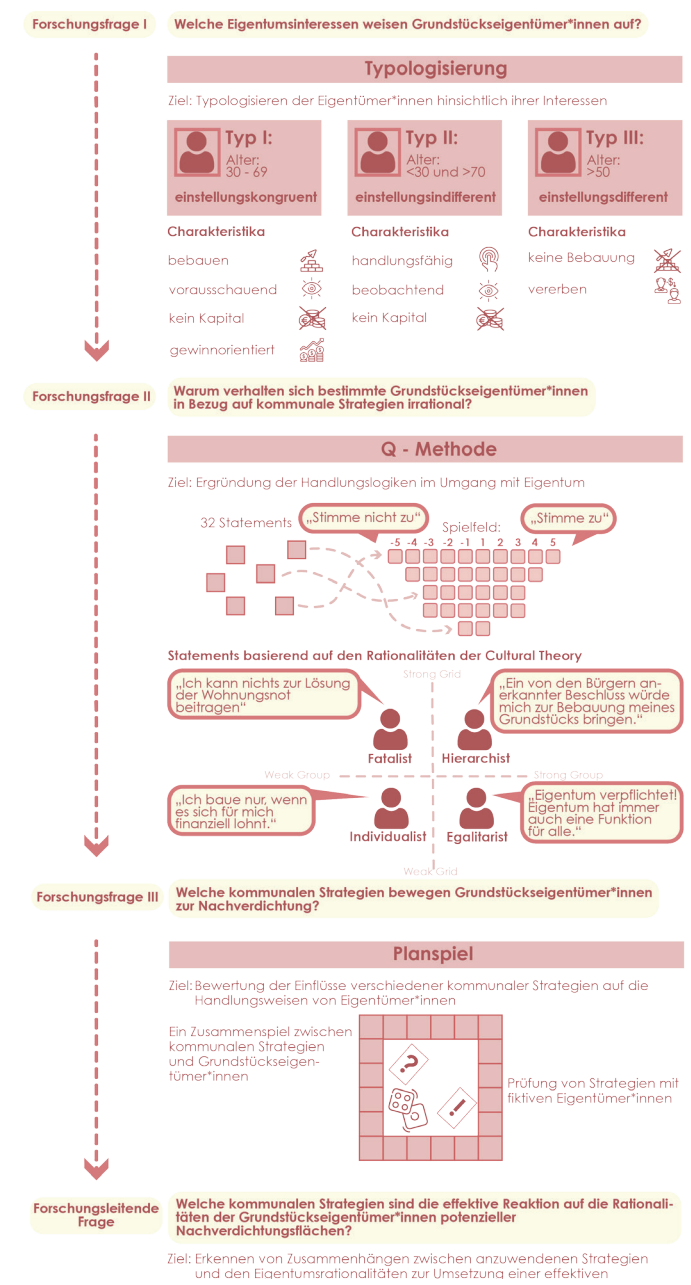 Forschungsfrage I
Welche Eigentumsinteressen weisen Grundstückseigentümer*innen auf?
Typologisierung
Ziel: Typologisieren der Eigentümer*innen hinsichtlich ihrer Interessen
Typ I:
Alter:
30 - 69
einstellungskongruent
Typ II:
Alter:
<30 und >70
einstellungsindifferent
Typ III:
Alter:
>50
einstellungsdifferent
Charakteristika
bebauen
vorausschauend
kein Kapital
gewinnorientiert
Charakteristika
handlungsfähig
beobachtend
kein Kapital
Charakteristika
keine Bebauung
vererben
Forschungsfrage II
Warum verhalten sich bestimmte Grundstückseigentümer*innen
in Bezug auf kommunale Strategien irrational?
Q - Methode
Ziel: Ergründung der Handlungslogiken im Umgang mit Eigentum
32 Statements
„Stimme nicht zu“
Spielfeld:
„Stimme zu“
-5 -4 -3 -2 -1 1 2 3 4 5
Statements basierend auf den Rationalitäten der Cultural Theory
Strong Grid
„Ich kann nichts zur Lösung
der Wohnungsnot
beitragen“
Fatalist
„Ein von den Bürgern an-
erkannter Beschluss würde
mich zur Bebauung meines
Grundstücks bringen.“
Hierarchist
Weak Group
Strong Group
„Ich baue nur, wenn
es sich für mich
finanziell lohnt.“
Individualist
„Eigentum verpflichtet!
Eigentum hat immer
auch eine Funktion
für alle.“
Egalitarist
Weak Grid
Forschungsfrage III
Welche kommunalen Strategien bewegen Grundstückseigentümer*innen
zur Nachverdichtung?
Planspiel
Ziel: Bewertung der Einflüsse verschiedener kommunaler Strategien auf die
Handlungsweisen von Eigentümer*innen
Ein Zusammenspiel zwischen
kommunalen Strategien
und Grundstückseigen-
tümer*innen
?
!
Prüfung von Strategien mit
fiktiven Eigentümer*innen
Forschungsleitende
Frage
Welche kommunalen Strategien sind die effektive Reaktion auf die Rationali-
täten der Grundstückseigentümer*innen potenzieller
Nachverdichtungsflächen?
Ziel: Erkennen von Zusammenhängen zwischen anzuwendenen Strategien
und den Eigentumsrationalitäten zur Umsetzung einer effektiven